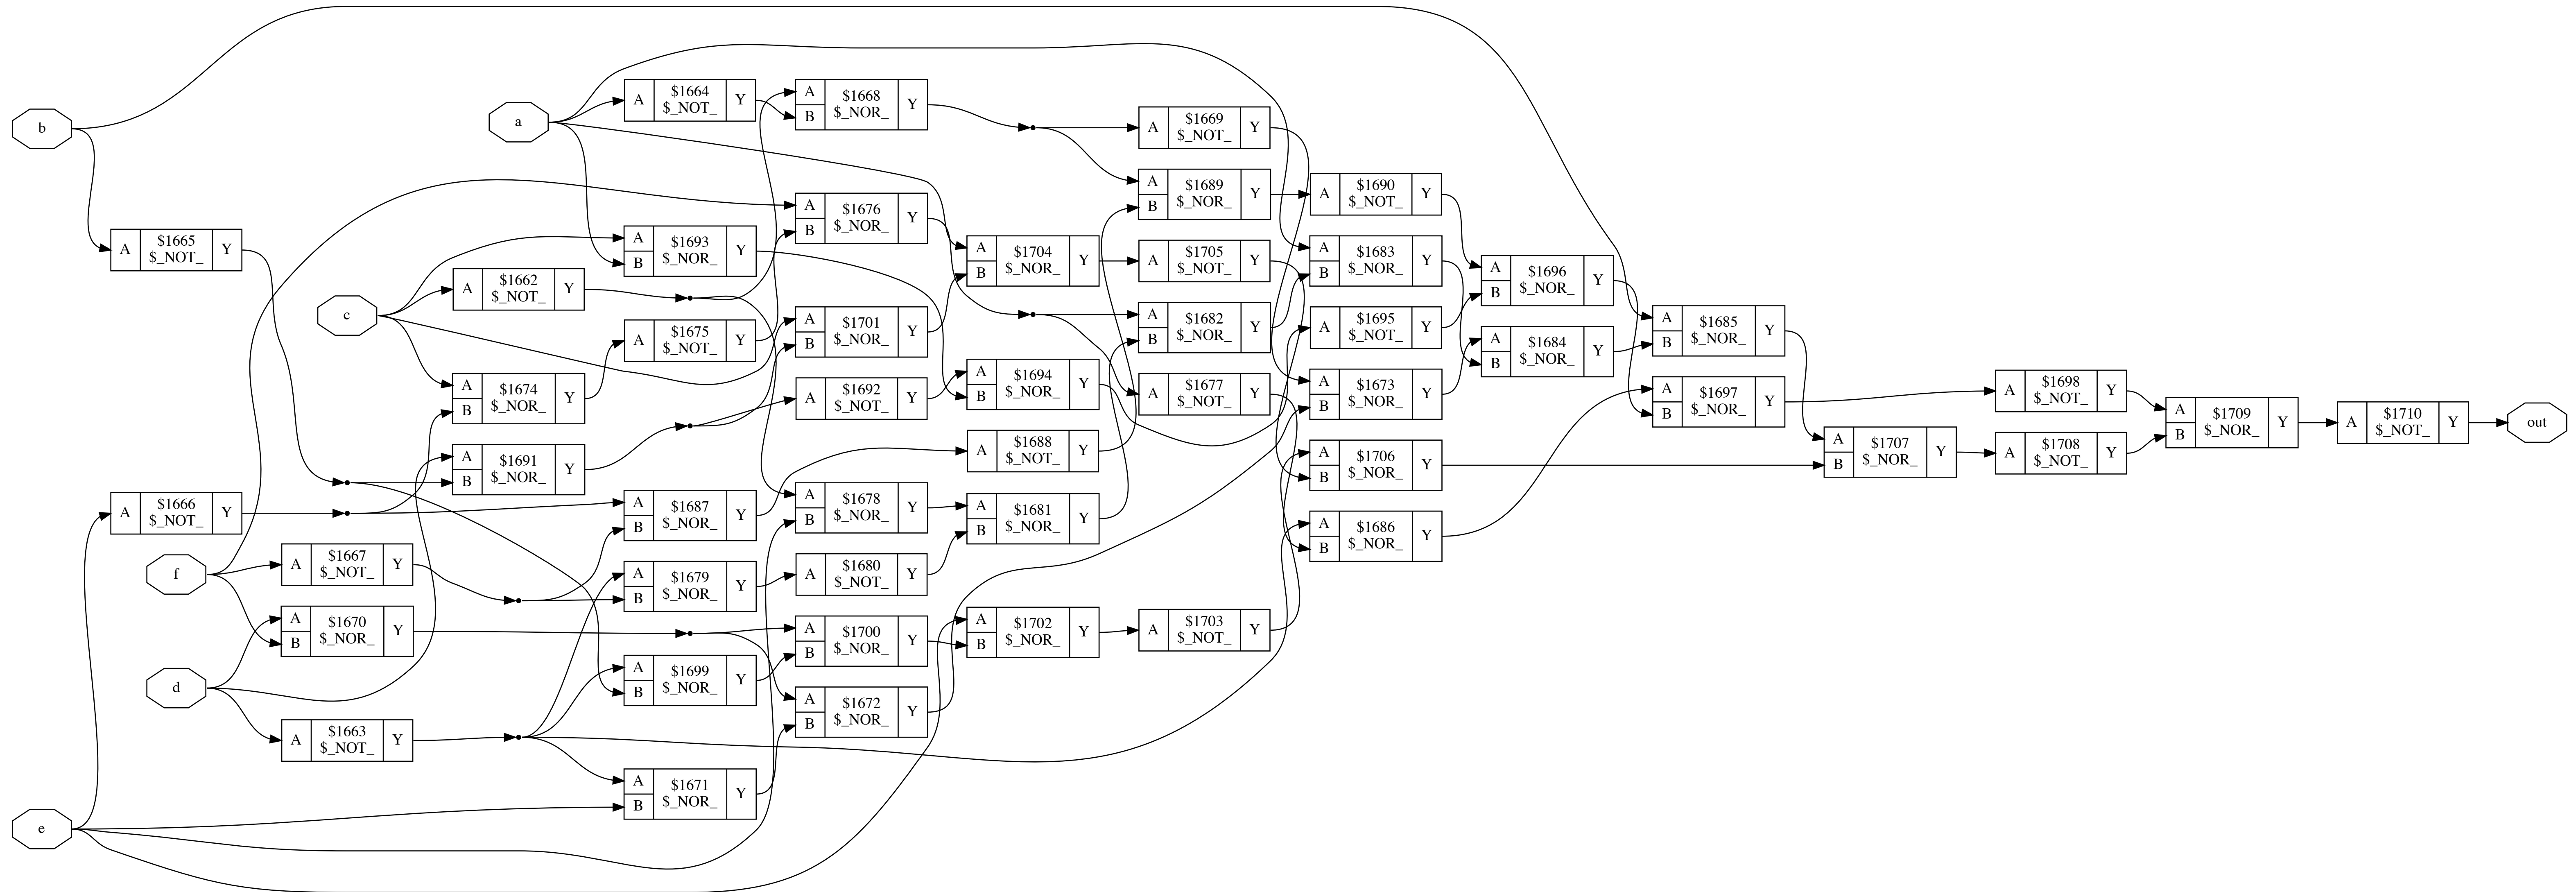 b
a
c
f
d
e
A $1665 $_NOT_ Y
A $1666 $_NOT_ Y
A $1667 $_NOT_ Y
A B $1670 $_NOR_ Y
A $1663 $_NOT_ Y
A $1662 $_NOT_ Y
A B $1674 $_NOR_ Y
A B $1691 $_NOR_ Y
A $1664 $_NOT_ Y
A B $1693 $_NOR_ Y
A $1675 $_NOT_ Y
A B $1687 $_NOR_ Y
A B $1679 $_NOR_ Y
A B $1699 $_NOR_ Y
A B $1671 $_NOR_ Y
A B $1668 $_NOR_ Y
A B $1676 $_NOR_ Y
A B $1701 $_NOR_ Y
A $1692 $_NOT_ Y
A B $1678 $_NOR_ Y
A $1680 $_NOT_ Y
A B $1700 $_NOR_ Y
A B $1672 $_NOR_ Y
A B $1704 $_NOR_ Y
A B $1694 $_NOR_ Y
A $1688 $_NOT_ Y
A B $1681 $_NOR_ Y
A B $1702 $_NOR_ Y
A $1669 $_NOT_ Y
A B $1689 $_NOR_ Y
A $1705 $_NOT_ Y
A B $1682 $_NOR_ Y
A $1677 $_NOT_ Y
A $1703 $_NOT_ Y
A $1690 $_NOT_ Y
A B $1683 $_NOR_ Y
A $1695 $_NOT_ Y
A B $1673 $_NOR_ Y
A B $1706 $_NOR_ Y
A B $1686 $_NOR_ Y
A B $1696 $_NOR_ Y
A B $1684 $_NOR_ Y
A B $1685 $_NOR_ Y
A B $1697 $_NOR_ Y
A B $1707 $_NOR_ Y
A $1698 $_NOT_ Y
A $1708 $_NOT_ Y
A B $1709 $_NOR_ Y
A $1710 $_NOT_ Y
out